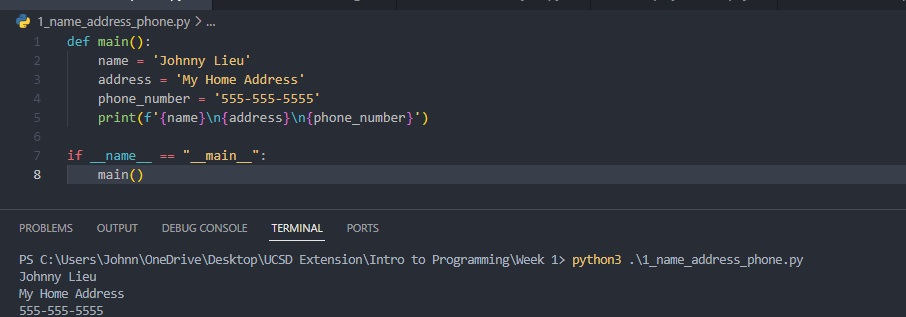 1_name_address_phone.py > ...
1 def main():
2     name = 'Johnny Lieu'
3     address = 'My Home Address'
4     phone_number = '555-555-5555'
5     print(f'{name}\n{address}\n{phone_number}')
6
7 if __name__ == "__main__":
8     main()
PROBLEMS OUTPUT DEBUG CONSOLE TERMINAL PORTS
PS C:\Users\Johnn\OneDrive\Desktop\UCSD Extension\Intro to Programming\Week 1> python3 .\1_name_address_phone.py
Johnny Lieu
My Home Address
555-555-5555